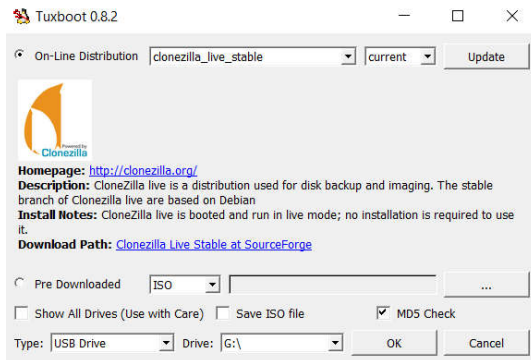 Tuxboot 0.8.2
On-Line Distribution clonezilla_live_stable current Update
Powered by
Clonezilla
Homepage: http://clonezilla.org/
Description: CloneZilla live is a distribution used for disk backup and imaging. The stable
branch of Clonezilla live are based on Debian
Install Notes: CloneZilla live is booted and run in live mode; no installation is required to use
it.
Download Path: Clonezilla Live Stable at SourceForge
Pre Downloaded ISO ...
Show All Drives (Use with Care) Save ISO file MD5 Check
Type: USB Drive Drive: G:\ OK Cancel